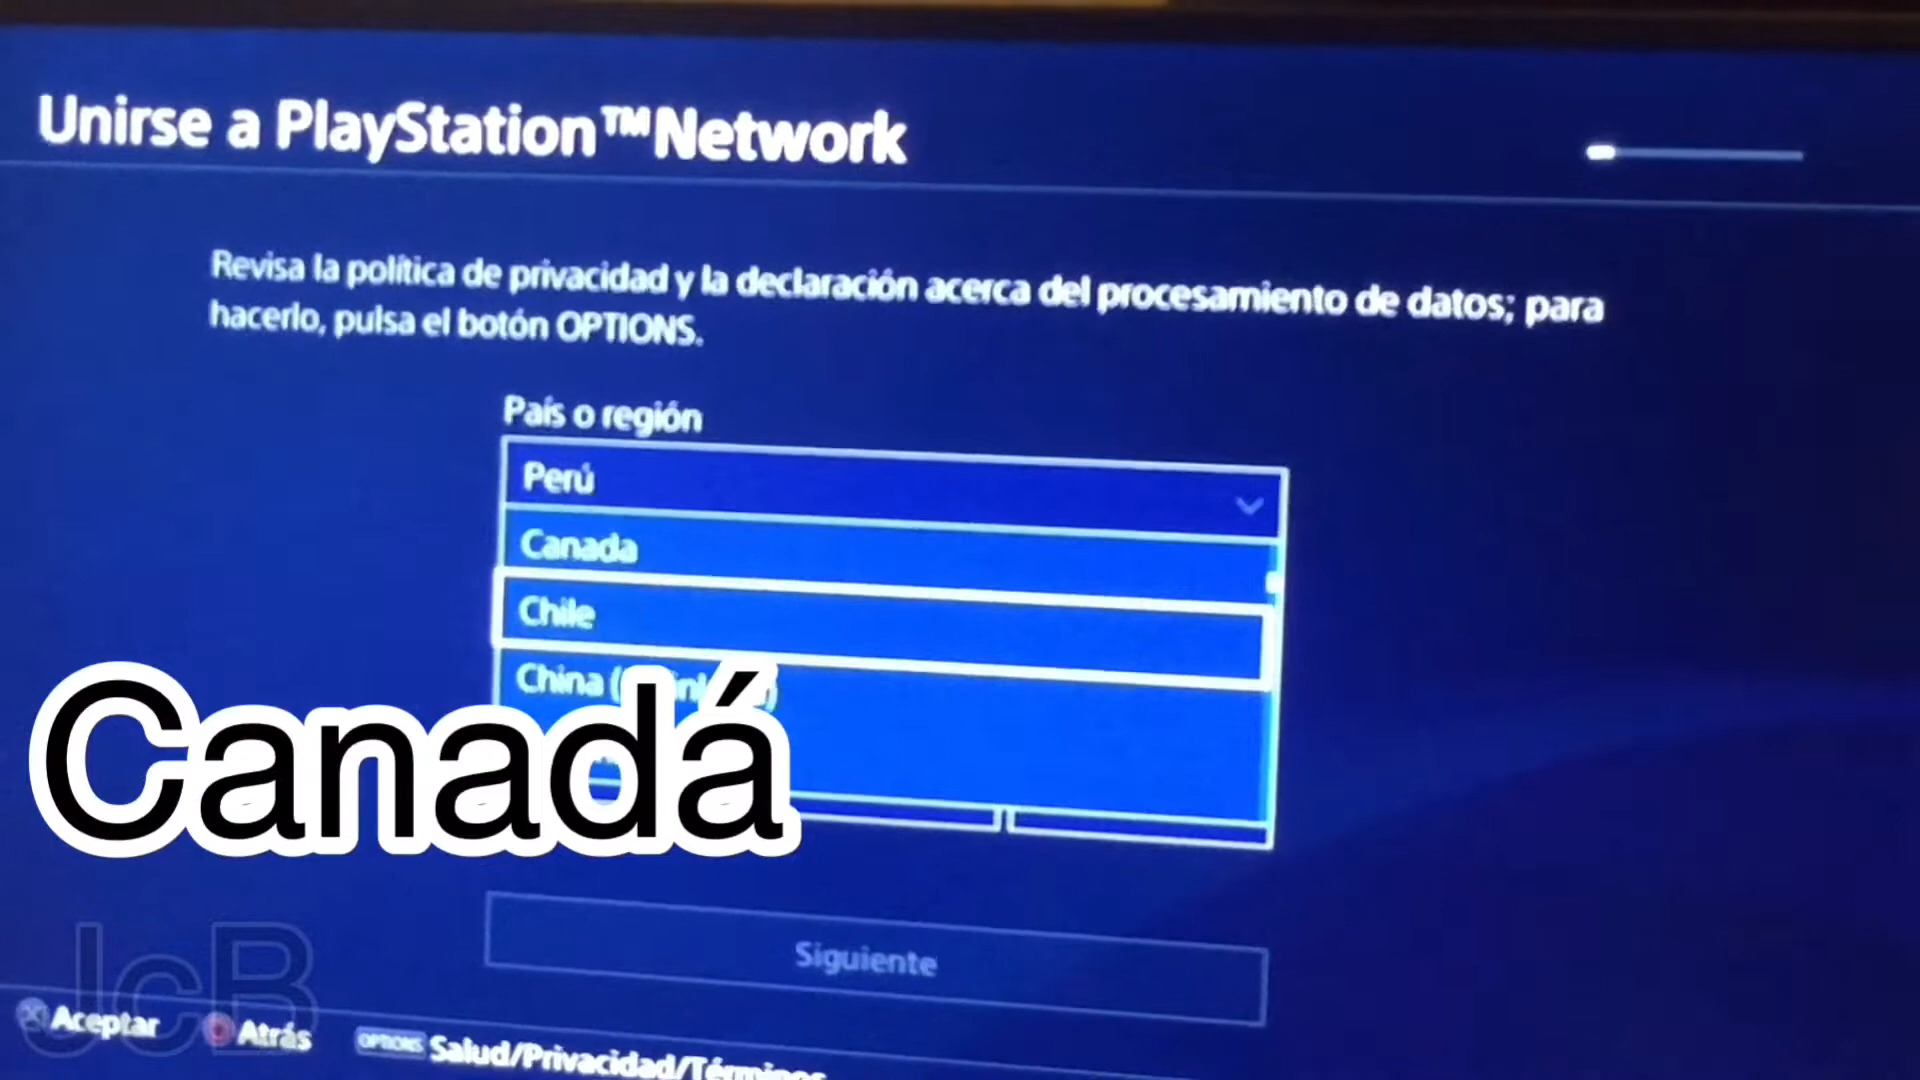 Unirse a PlayStation™Network
Revisa la política de privacidad y la declaración acerca del procesamiento de datos; para
hacerlo, pulsa el botón OPTIONS.
País o región
Perú
Canada
Chile
China
Canadá
Siguiente
JcB
Aceptar Atrás OPTIONS Salud/Privacidad/Términos